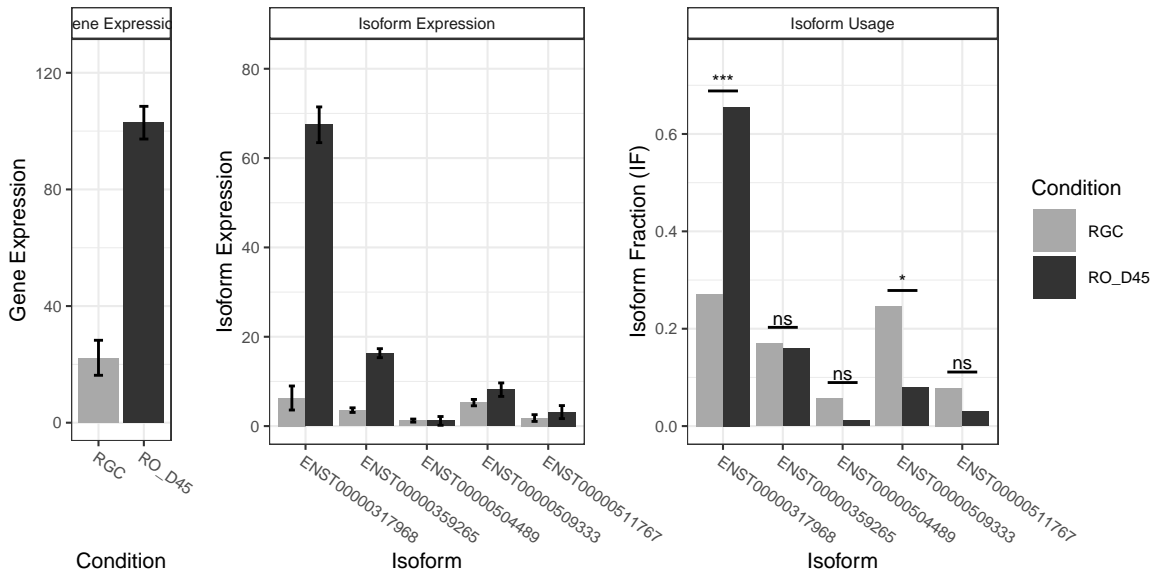 ene Expressio
Gene Expression
120
80
40
0
RGC
RO_D45
Condition
Isoform Expression
Isoform Expression
80
60
40
20
0
ENST00000317968
ENST00000359265
ENST00000504489
ENST00000509333
ENST00000511767
Isoform
Isoform Usage
Isoform Fraction (IF)
0.6
0.4
0.2
0.0
***
ns
ns
*
ns
ENST00000317968
ENST00000359265
ENST00000504489
ENST00000509333
ENST00000511767
Isoform
Condition
RGC
RO_D45